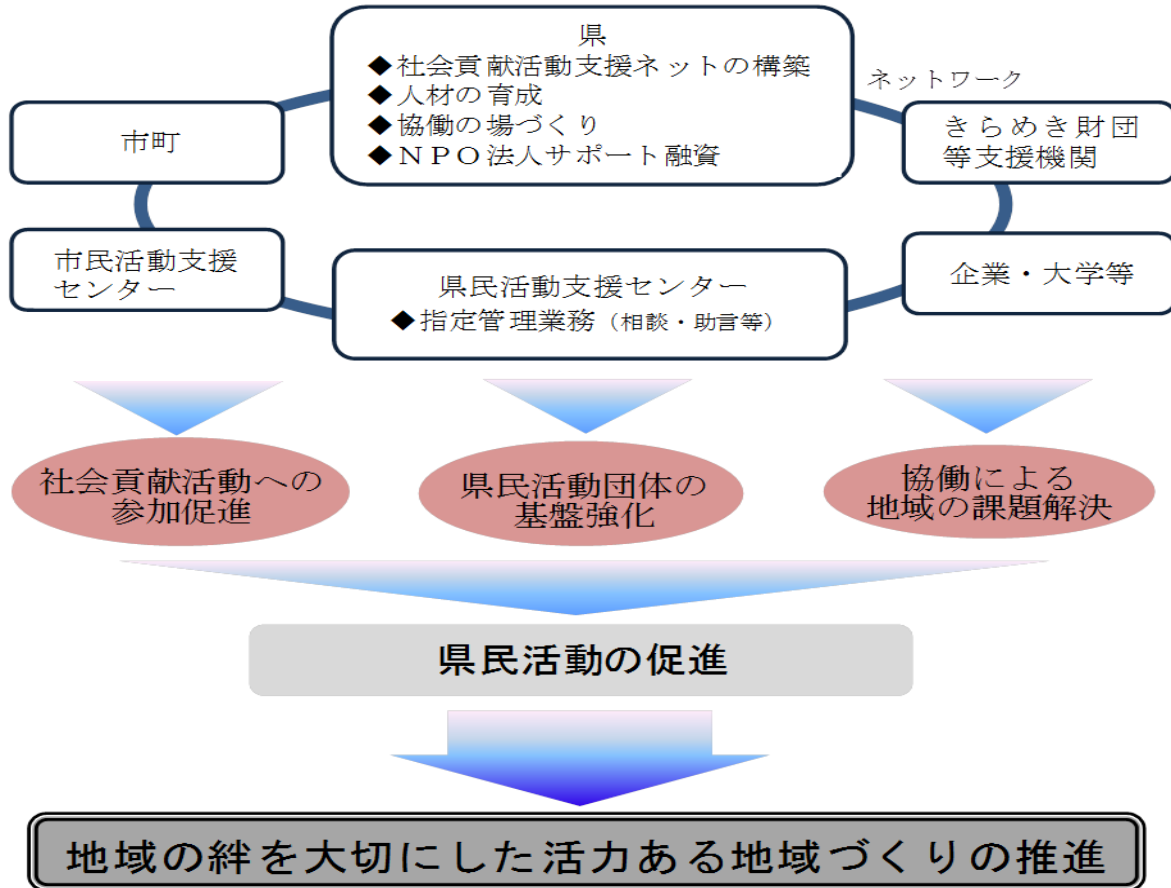 県
◆社会貢献活動支援ネットの構築
◆人材の育成
◆協働の場づくり
◆ＮＰＯ法人サポート融資
ネットワーク
市町
きらめき財団
等支援機関
市民活動支援
センター
県民活動支援センター
◆指定管理業務（相談・助言等）
企業・大学等
社会貢献活動への
参加促進
県民活動団体の
基盤強化
協働による
地域の課題解決
県民活動の促進
地域の絆を大切にした活力ある地域づくりの推進